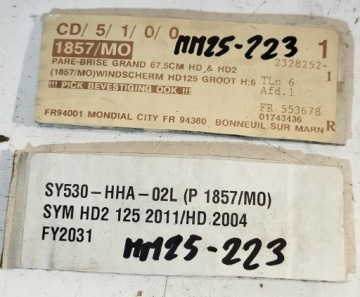 CD/ 5/ 1/ 0/ 0
1857/MO MM25-223 1
PARE-BRISE GRAND 67.5CM HD & HD2 2328252-
(1857/MO)WINDSCHERM HD125 GROOT H:6 TLn 6
!!! PICK BEVESTIGING OOK !!! Afd.1
FR 553678
01743436
FR94001 MONDIAL CITY FR 94380 BONNEUIL SUR MARN R
SY530-HHA-02L (P 1857/MO)
SYM HD2 125 2011/HD 2004
FY2031 MM25-223